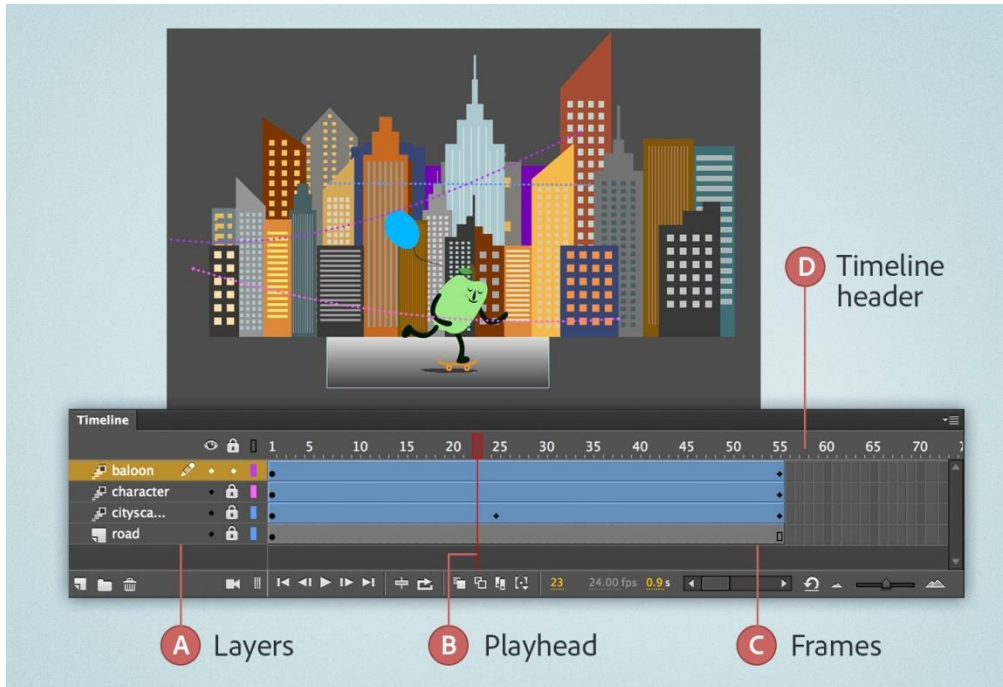 D Timeline
header
Timeline
1 5 10 15 20 25 30 35 40 45 50 55 60 65 70
baloon
character
citysca...
road
23 24.00 fps 0.9 s
A Layers
B Playhead
C Frames